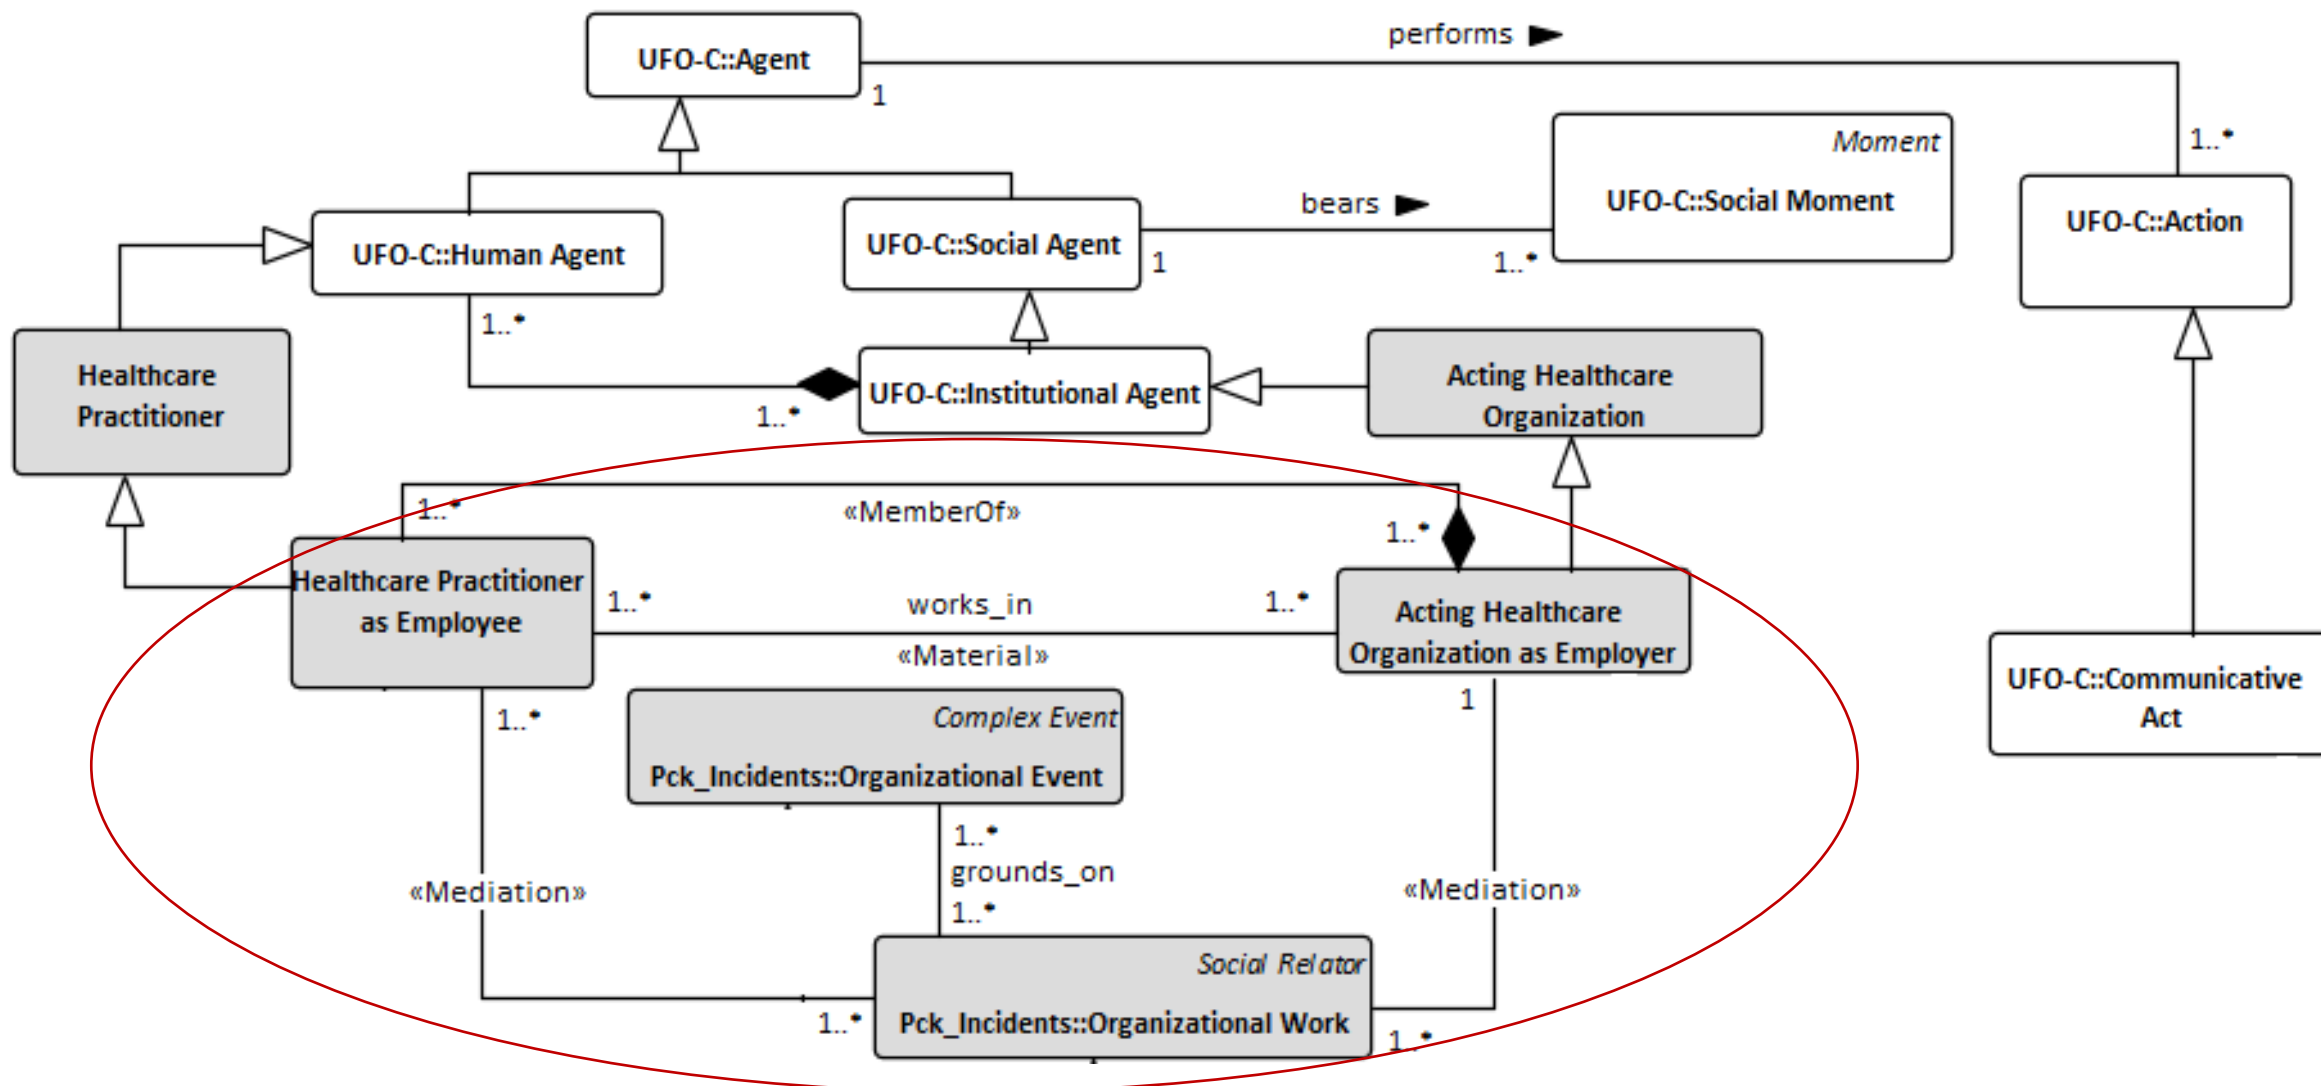 performs
UFO-C::Agent
1
1..*
Moment
UFO-C::Social Moment
bears
UFO-C::Action
UFO-C::Human Agent
UFO-C::Social Agent
1
1..*
1..*
Healthcare
Practitioner
UFO-C::Institutional Agent
1..*
Acting Healthcare
Organization
1..*
«MemberOf»
1..*
Healthcare Practitioner
as Employee
1..*
works_in
1..*
«Material»
Acting Healthcare
Organization as Employer
UFO-C::Communicative
Act
1..*
Complex Event
Pck_Incidents::Organizational Event
1
1..*
grounds_on
1..*
«Mediation»
«Mediation»
Social Relator
Pck_Incidents::Organizational Work
1..*
1..*